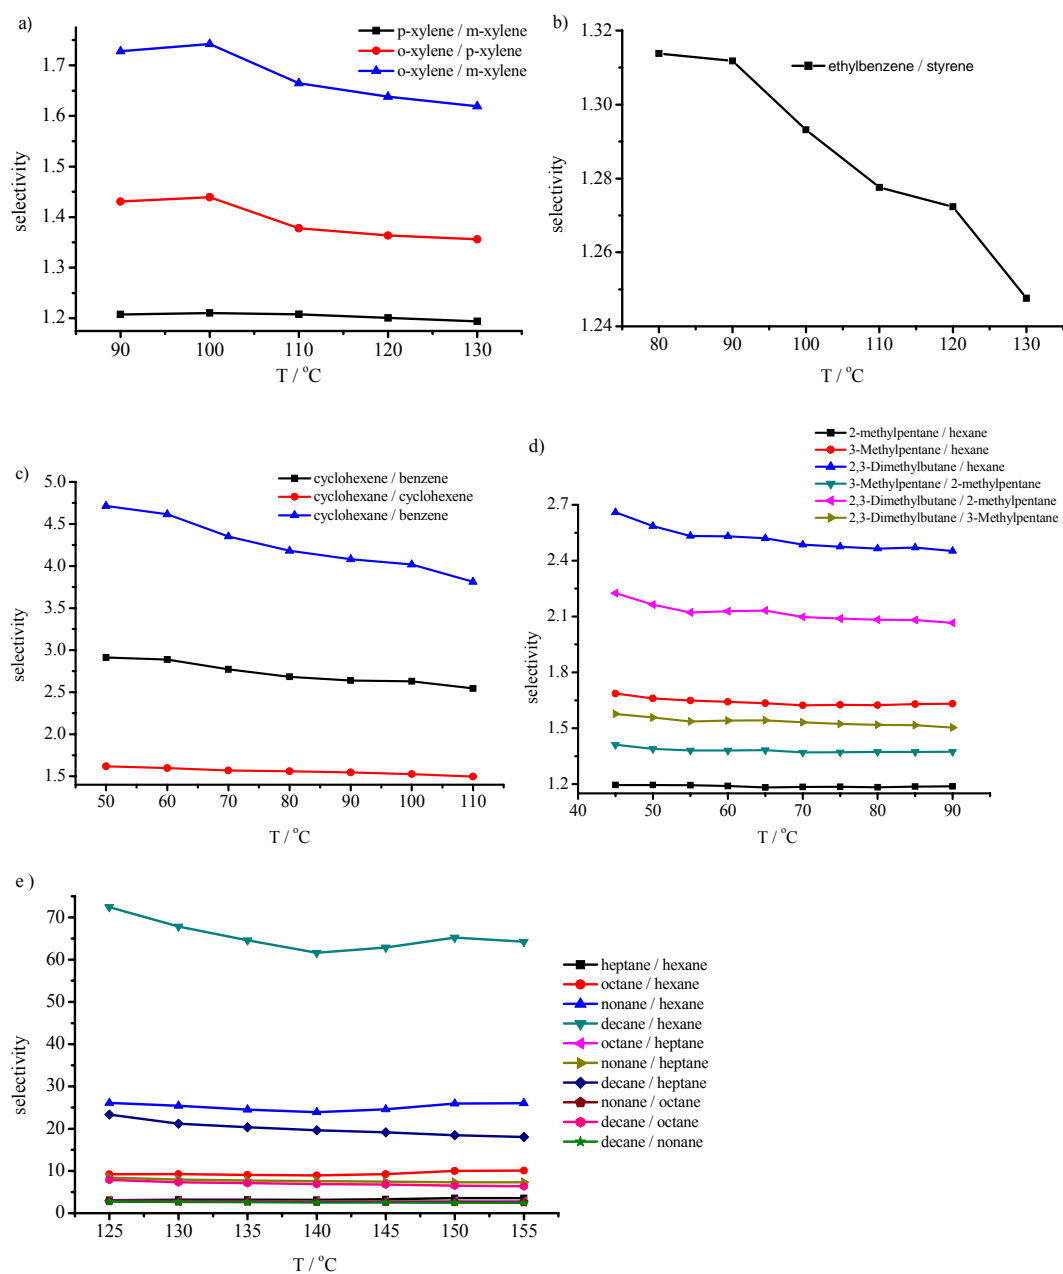 a)
p-xylene / m-xylene
o-xylene / p-xylene
o-xylene / m-xylene
selectivity
1.7
1.6
1.5
1.4
1.3
1.2
90 100 110 120 130
T / °C
b)
ethylbenzene / styrene
selectivity
1.32
1.30
1.28
1.26
1.24
80 90 100 110 120 130
T / °C
c)
cyclohexene / benzene
cyclohexane / cyclohexene
cyclohexane / benzene
selectivity
5.0
4.5
4.0
3.5
3.0
2.5
2.0
1.5
50 60 70 80 90 100 110
T / °C
d)
2-methylpentane / hexane
3-Methylpentane / hexane
2,3-Dimethylbutane / hexane
3-Methylpentane / 2-methylpentane
2,3-Dimethylbutane / 2-methylpentane
2,3-Dimethylbutane / 3-Methylpentane
selectivity
2.7
2.4
2.1
1.8
1.5
1.2
40 50 60 70 80 90
T / °C
e )
selectivity
70
60
50
40
30
20
10
0
125 130 135 140 145 150 155
T / °C
heptane / hexane
octane / hexane
nonane / hexane
decane / hexane
octane / heptane
nonane / heptane
decane / heptane
nonane / octane
decane / octane
decane / nonane